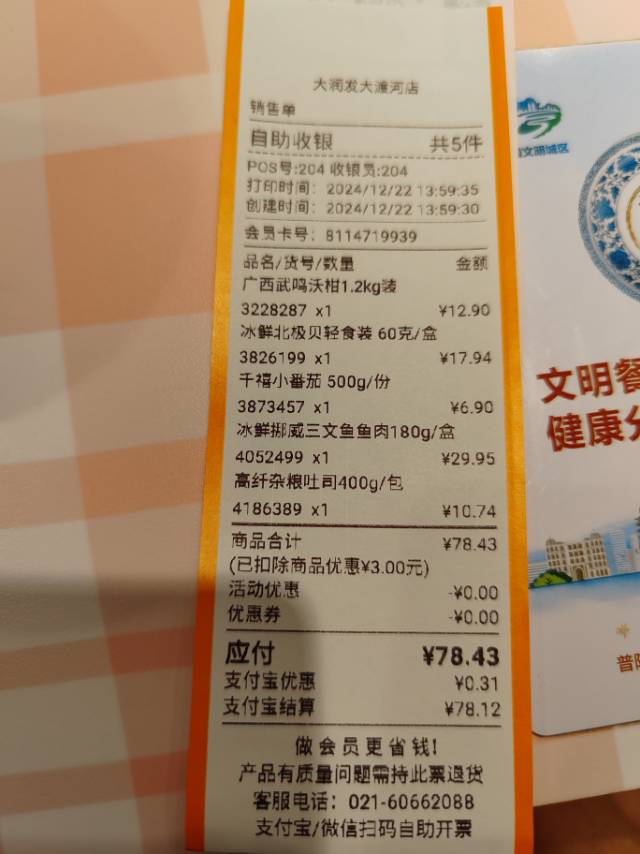 大润发大渡河店
销售单
自助收银 共5件
POS号:204 收银员:204
打印时间: 2024/12/22 13:59:35
创建时间: 2024/12/22 13:59:30
会员卡号: 8114719939
品名/货号/数量 金额
广西武鸣沃柑1.2kg装
3228287 x1 ¥12.90
冰鲜北极贝轻食装 60克/盒
3826199 x1 ¥17.94
千禧小番茄 500g/份
3873457 x1 ¥6.90
冰鲜挪威三文鱼鱼肉180g/盒
4052499 x1 ¥29.95
高纤杂粮吐司400g/包
4186389 x1 ¥10.74
商品合计 ¥78.43
(已扣除商品优惠¥3.00元)
活动优惠 -¥0.00
优惠券 -¥0.00
应付 ¥78.43
支付宝优惠 ¥0.31
支付宝结算 ¥78.12
做会员更省钱!
产品有质量问题需持此票退货
客服电话: 021-60662088
支付宝/微信扫码自助开票
文明城区
文明餐
健康
普